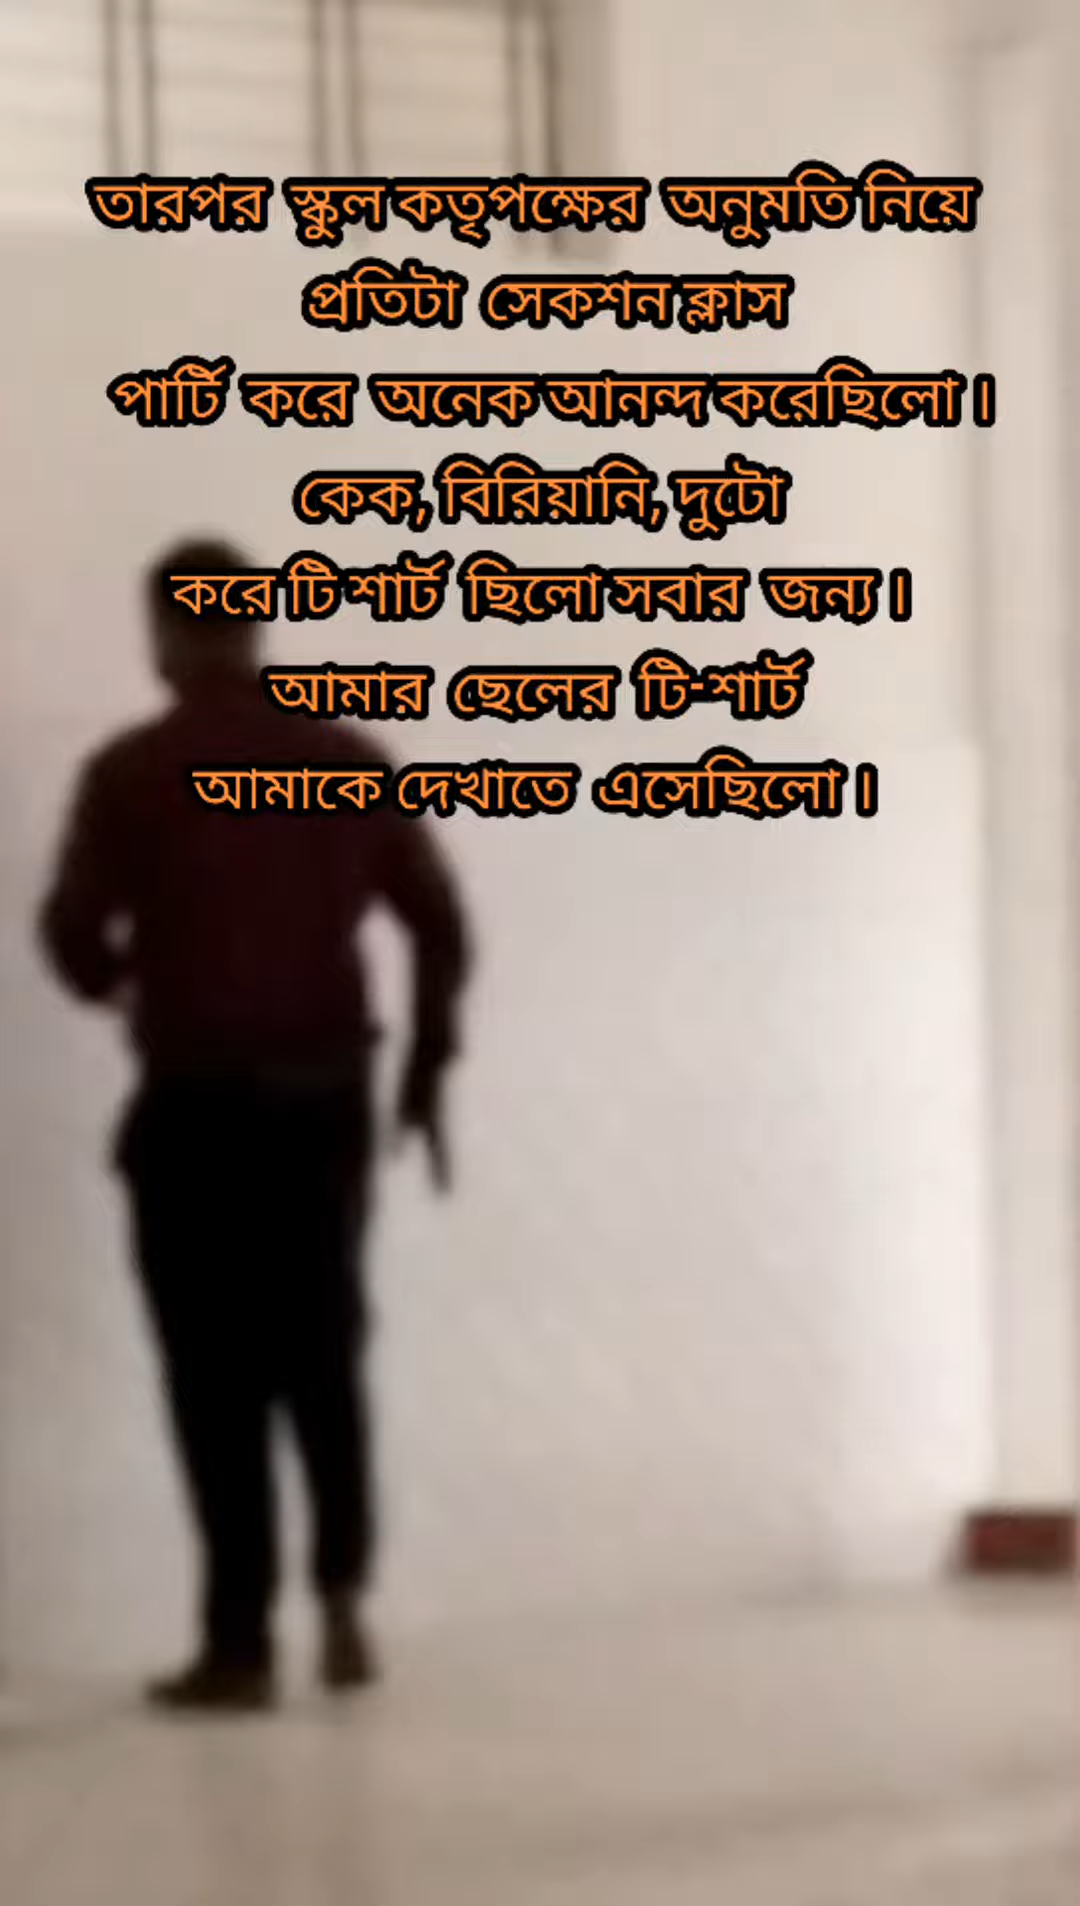 তারপর স্কুল কতৃপক্ষের অনুমতি নিয়ে
প্রতিটা সেকশন ক্লাস
পার্টি করে অনেক আনন্দ করেছিলো।
কেক, বিরিয়ানি, দুটো
করে টি শার্ট ছিলো সবার জন্য।
আমার ছেলের টি-শার্ট
আমাকে দেখাতে এসেছিলো।